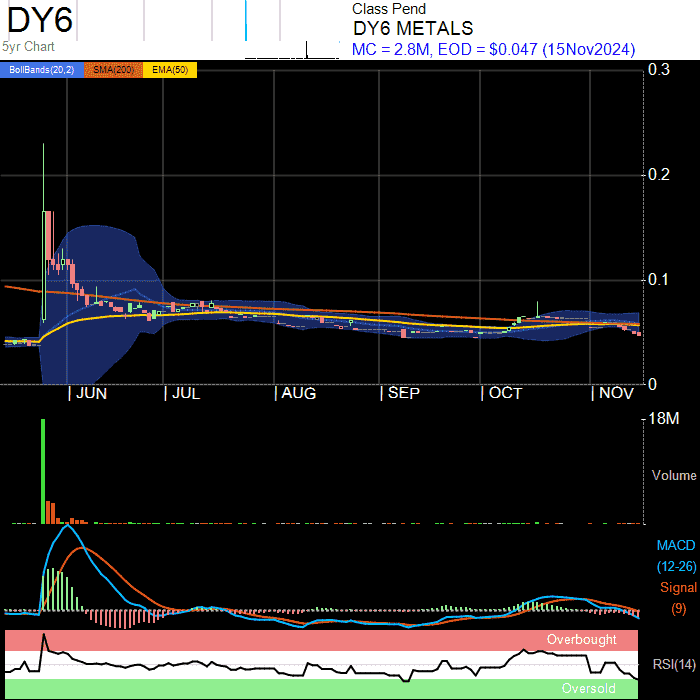 DY6
Class Pend
DY6 METALS
5yr Chart
MC = 2.8M, EOD = $0.047 (15Nov2024)
BollBands(20,2) SMA(200) EMA(50)
0.3
0.2
0.1
0
JUN JUL AUG SEP OCT NOV
18M
Volume
MACD
(12-26)
Signal
(9)
Overbought
RSI(14)
Oversold